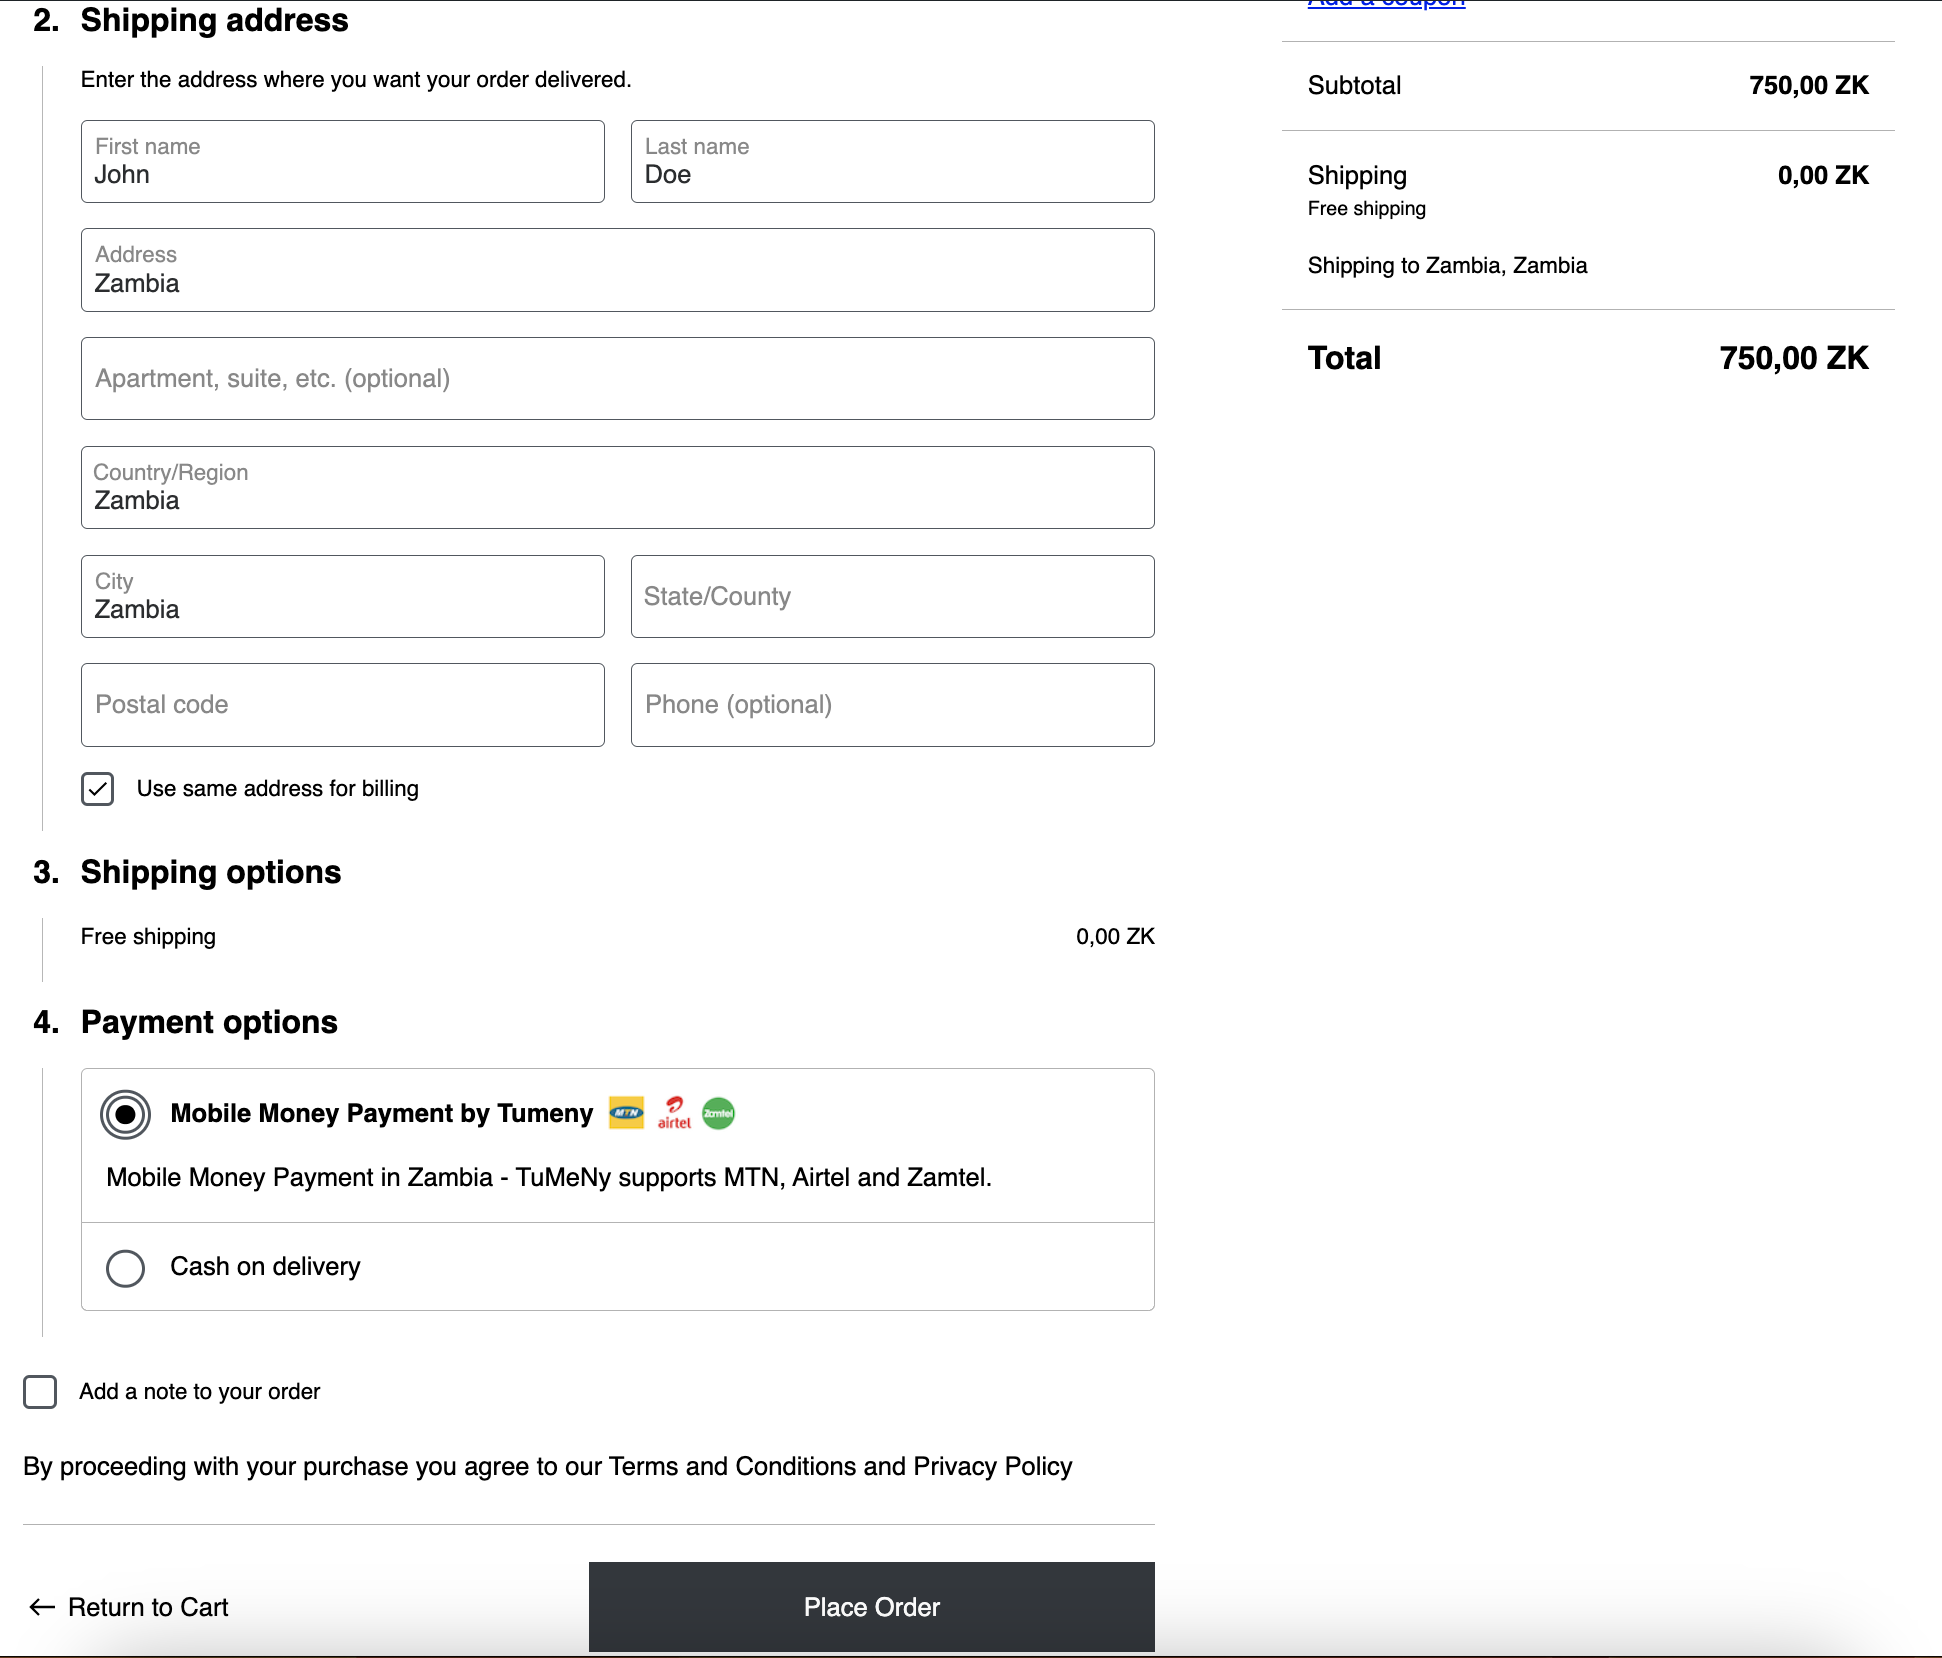 2. Shipping address
Enter the address where you want your order delivered.
First name
John
Last name
Doe
Address
Zambia
Apartment, suite, etc. (optional)
Country/Region
Zambia
City
Zambia
State/County
Postal code
Phone (optional)
Use same address for billing
3. Shipping options
Free shipping 0,00 ZK
4. Payment options
Mobile Money Payment by Tumeny MTN airtel Zamtel
Mobile Money Payment in Zambia - TuMeNy supports MTN, Airtel and Zamtel.
Cash on delivery
Add a note to your order
By proceeding with your purchase you agree to our Terms and Conditions and Privacy Policy
Return to Cart
Place Order
Add a coupon
Subtotal 750,00 ZK
Shipping 0,00 ZK
Free shipping
Shipping to Zambia, Zambia
Total 750,00 ZK